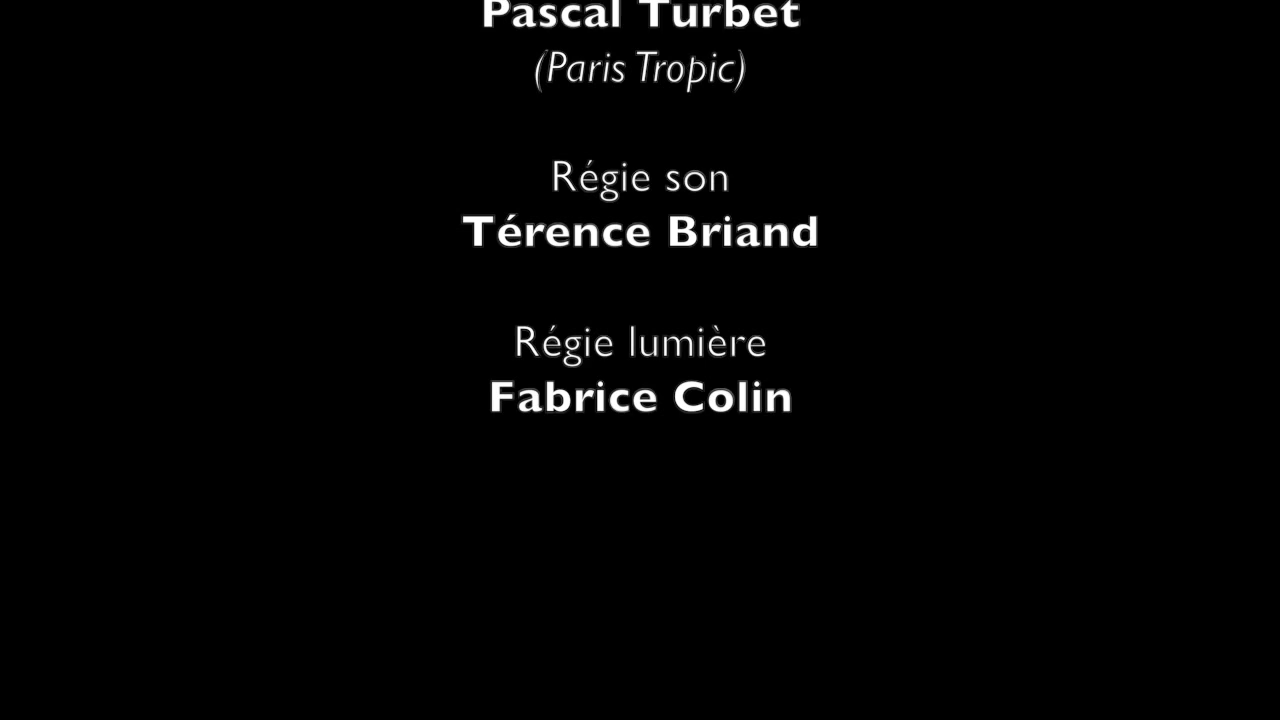 Pascal Turbet
(Paris Tropic)
Régie son
Térence Briand
Régie lumière
Fabrice Colin